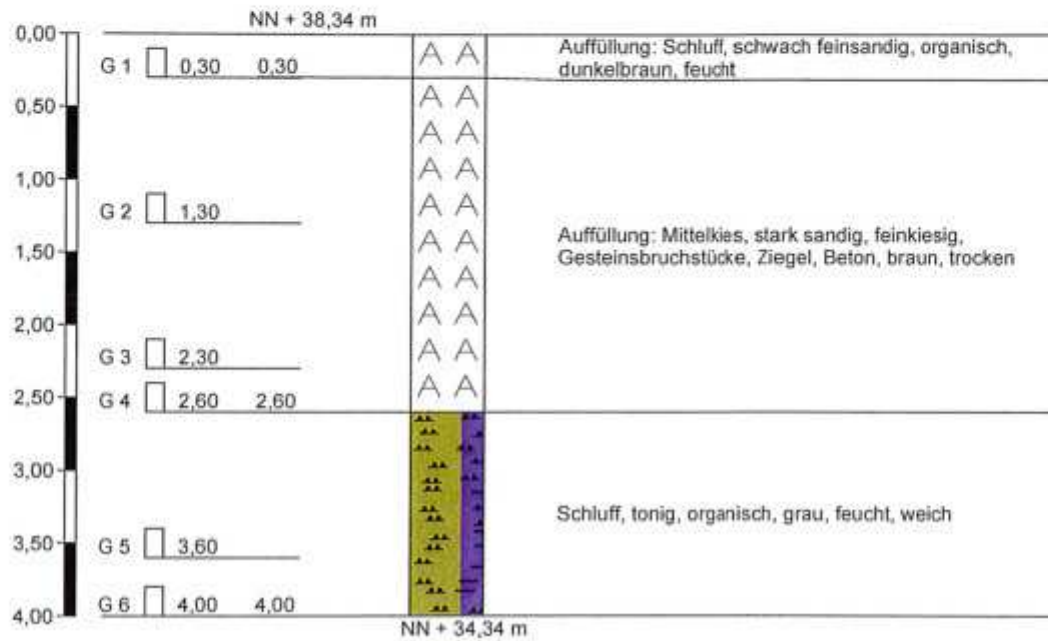 NN + 38,34 m
0,00
Auffüllung: Schluff, schwach feinsandig, organisch,
dunkelbraun, feucht
G 1 0,30 0,30
0,50
1,00
G 2 1,30
Auffüllung: Mittelkies, stark sandig, feinkiesig,
Gesteinsbruchstücke, Ziegel, Beton, braun, trocken
1,50
2,00
G 3 2,30
2,50
G 4 2,60 2,60
3,00
Schluff, tonig, organisch, grau, feucht, weich
3,50
G 5 3,60
G 6 4,00 4,00
4,00
NN + 34,34 m